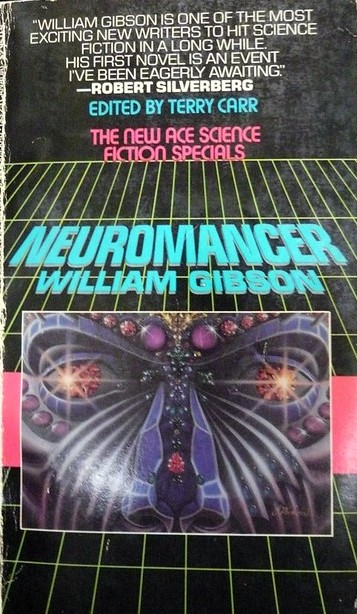 "WILLIAM GIBSON IS ONE OF THE MOST
EXCITING NEW WRITERS TO HIT SCIENCE
FICTION IN A LONG WHILE.
HIS FIRST NOVEL IS AN EVENT
I'VE BEEN EAGERLY AWAITING."
—ROBERT SILVERBERG
EDITED BY TERRY CARR
THE NEW ACE SCIENCE
FICTION SPECIALS
NEUROMANCER
WILLIAM GIBSON